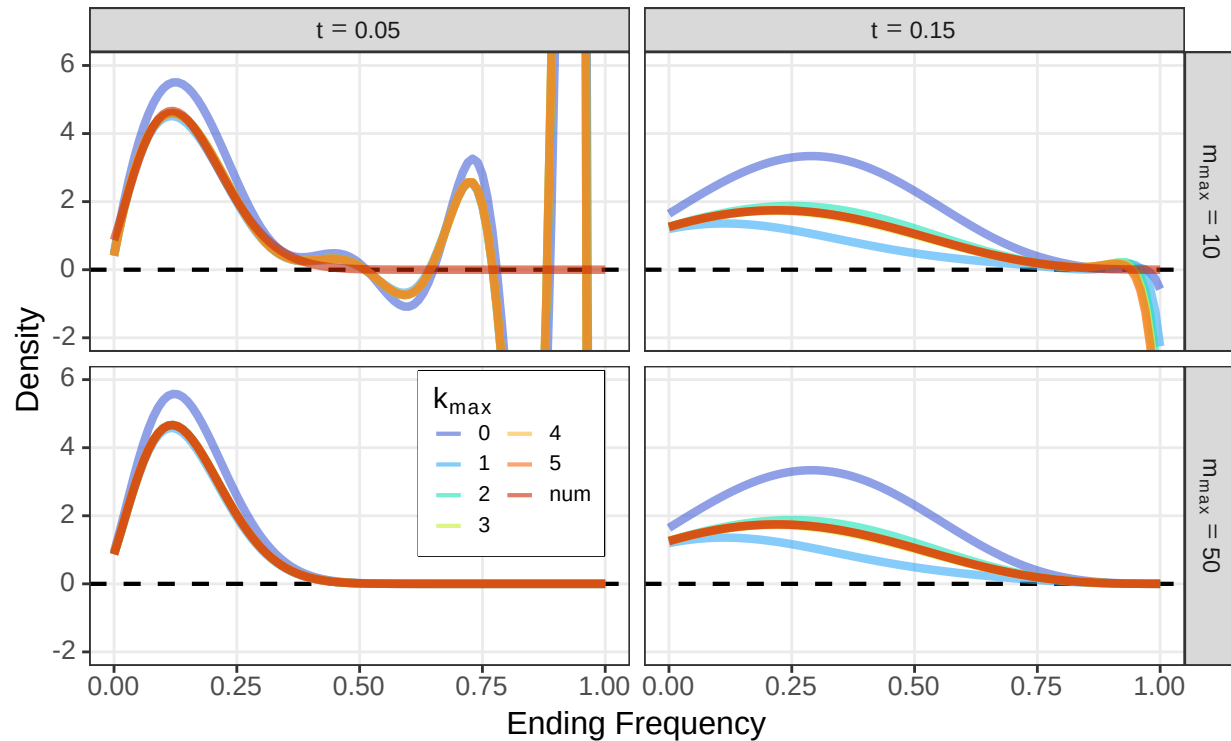 t = 0.05
t = 0.15
6
4
2
0
-2
m_max = 10
6
4
2
0
-2
m_max = 50
k_max
0 4
1 5
2 num
3
Density
0.00 0.25 0.50 0.75 1.00
0.00 0.25 0.50 0.75 1.00
Ending Frequency